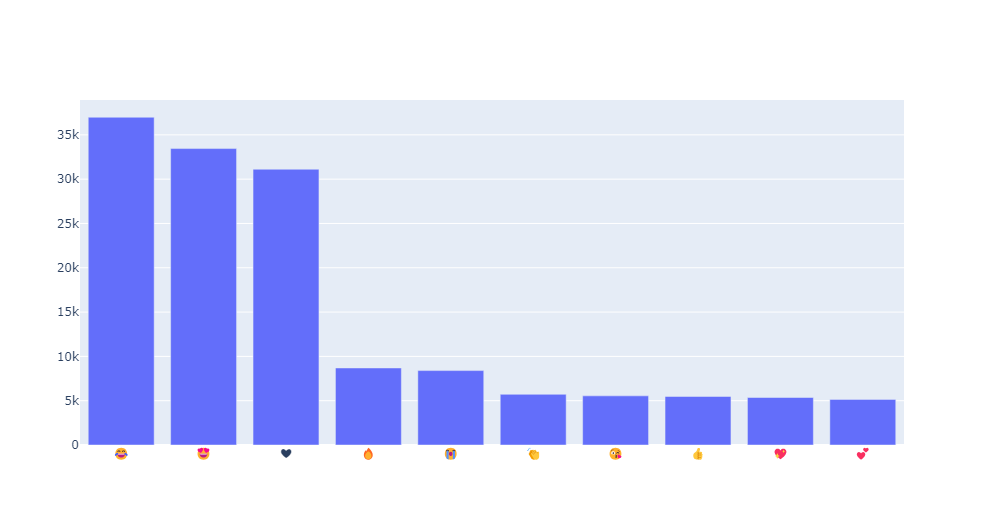 35k
30k
25k
20k
15k
10k
5k
0
😂 😍 🖤 🔥 😭 👏 😘 👍 💖 💕